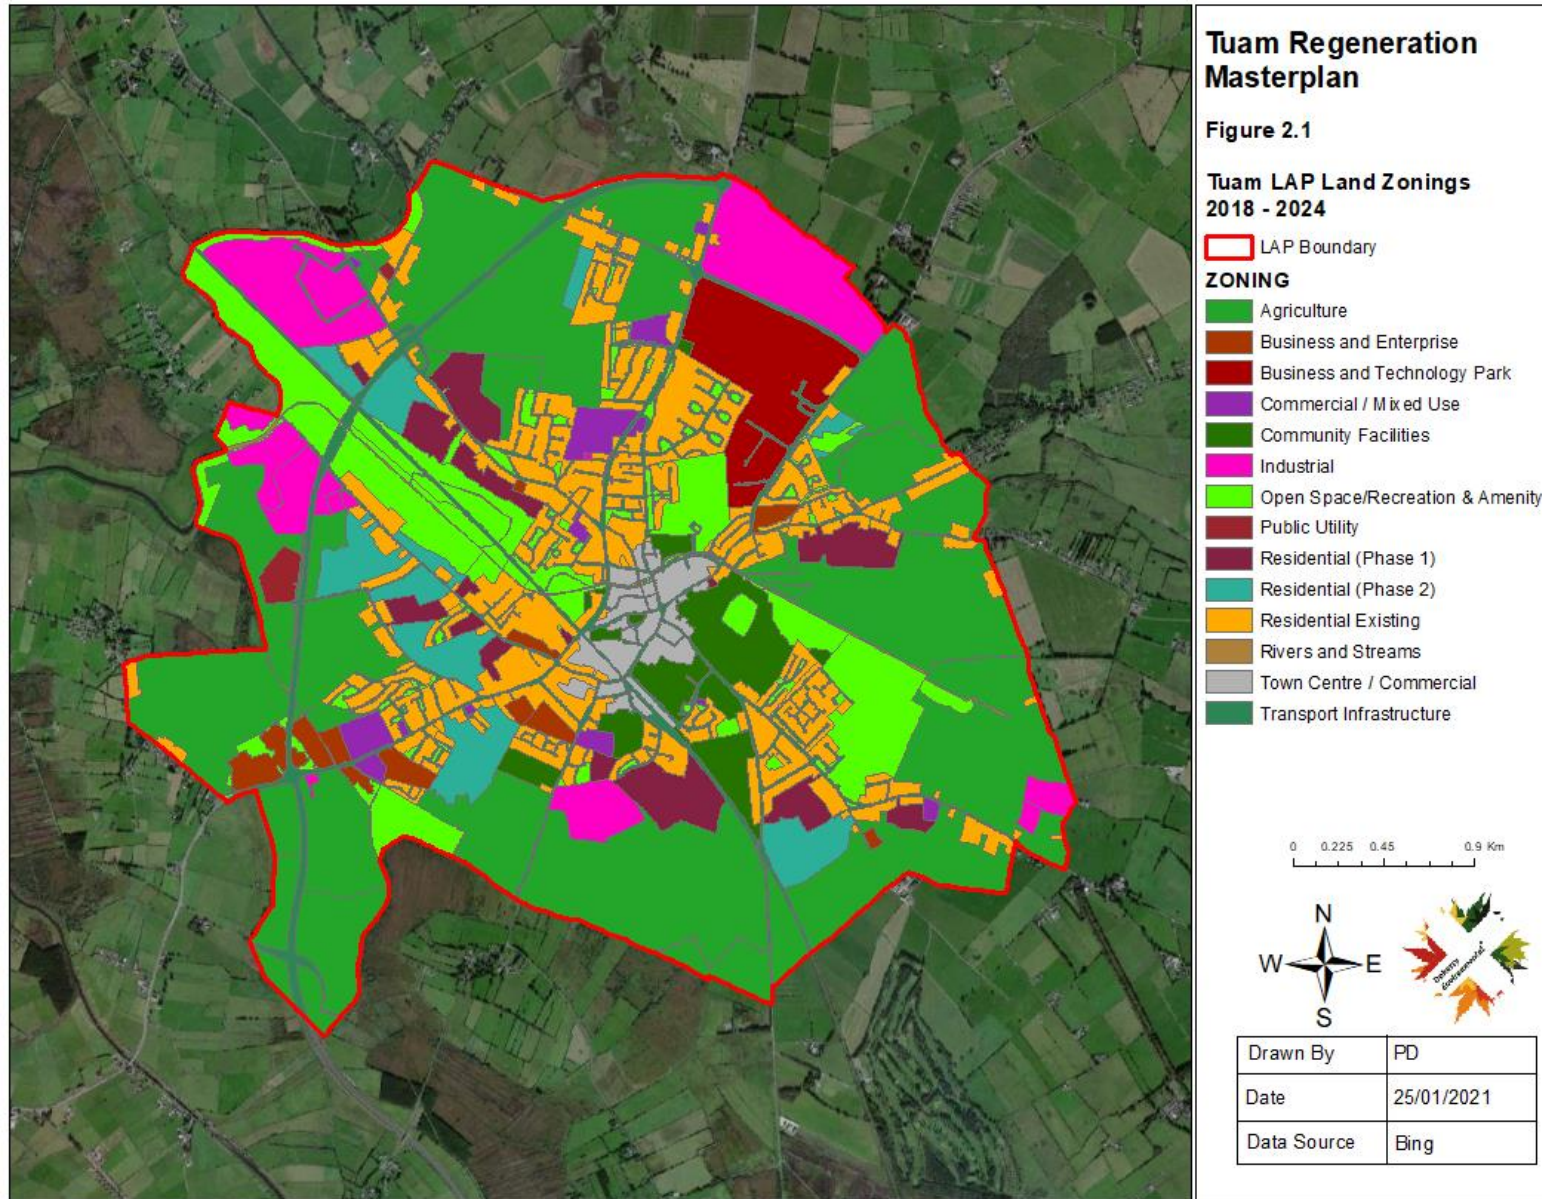 Tuam Regeneration
Masterplan
Figure 2.1
Tuam LAP Land Zonings
2018 - 2024
LAP Boundary
ZONING
Agriculture
Business and Enterprise
Business and Technology Park
Commercial / Mixed Use
Community Facilities
Industrial
Open Space/Recreation & Amenity
Public Utility
Residential (Phase 1)
Residential (Phase 2)
Residential Existing
Rivers and Streams
Town Centre / Commercial
Transport Infrastructure
0 0.225 0.45 0.9 Km
N
W E
S
Doherty
Environmental
Drawn By PD
Date 25/01/2021
Data Source Bing